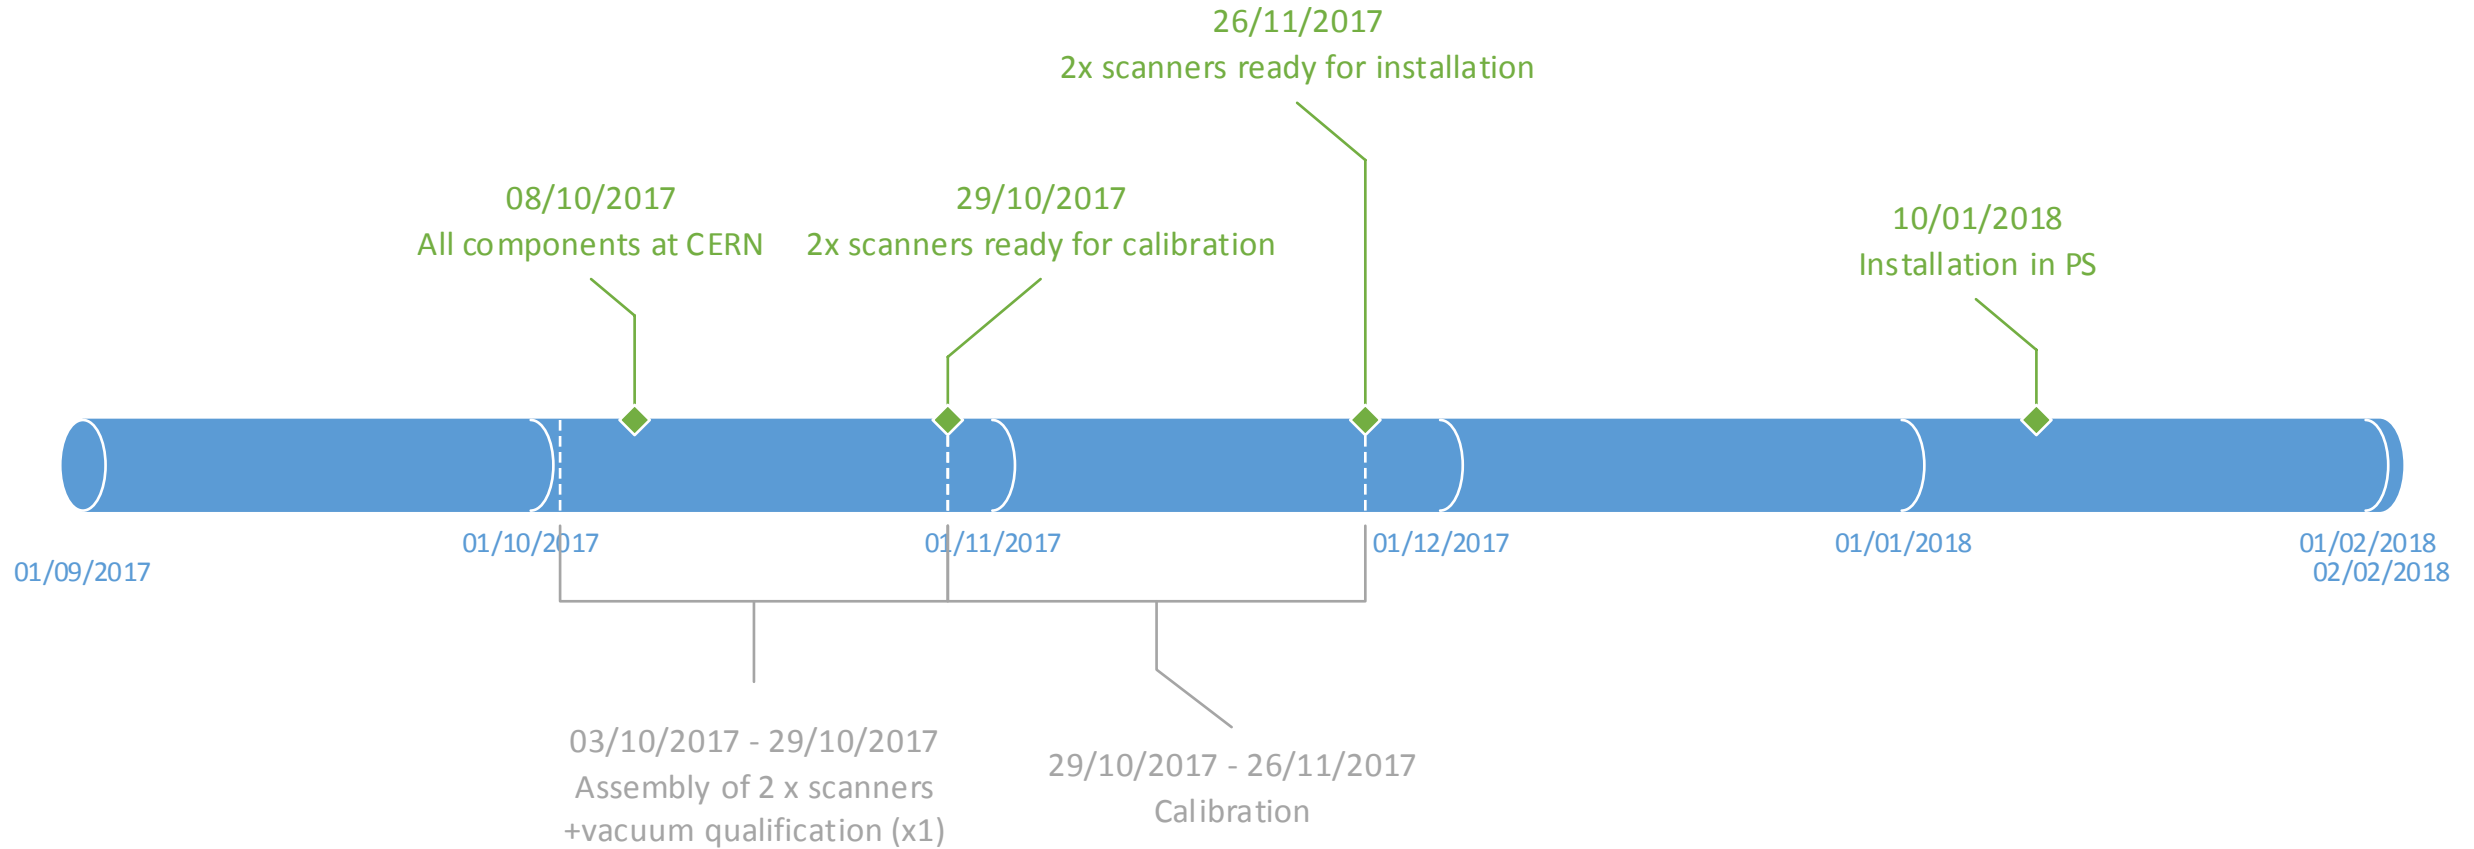 26/11/2017
2x scanners ready for installation
08/10/2017
All components at CERN
29/10/2017
2x scanners ready for calibration
10/01/2018
Installation in PS
01/09/2017
01/10/2017
01/11/2017
01/12/2017
01/01/2018
01/02/2018
02/02/2018
03/10/2017 - 29/10/2017
Assembly of 2 x scanners
+vacuum qualification (x1)
29/10/2017 - 26/11/2017
Calibration